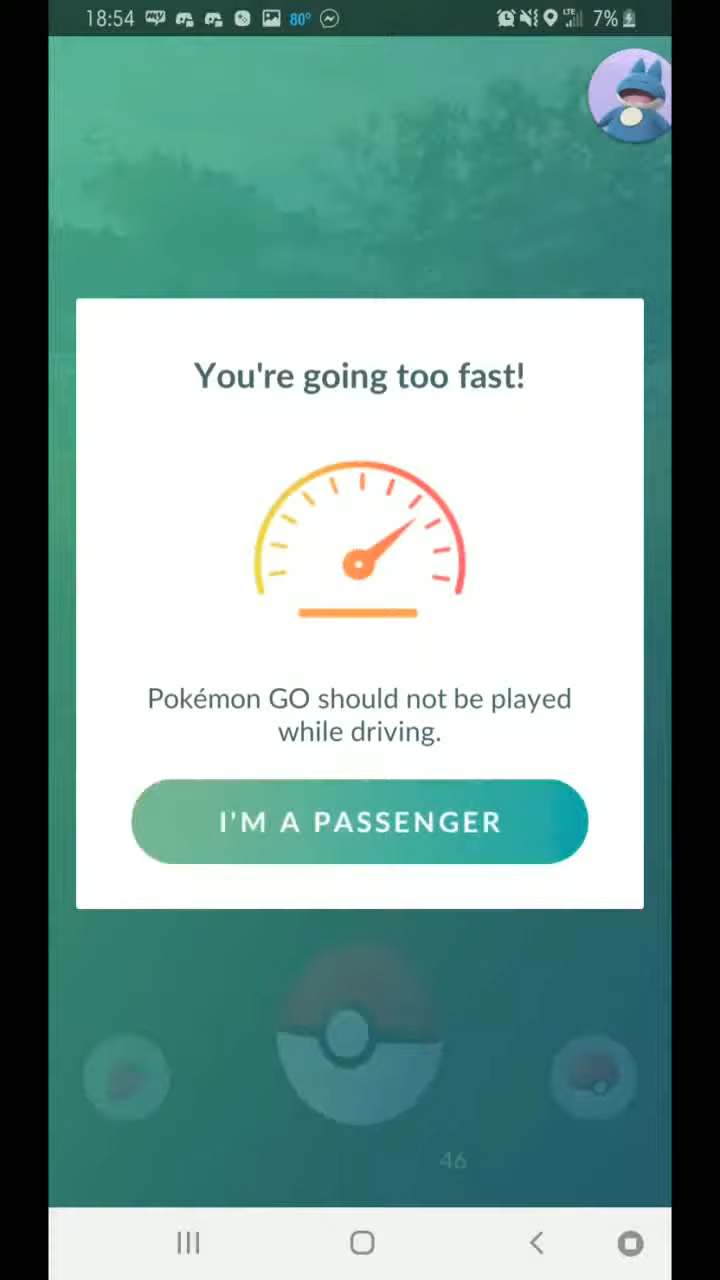 18:54 80° LTE 7%
You're going too fast!
Pokémon GO should not be played
while driving.
I'M A PASSENGER
46